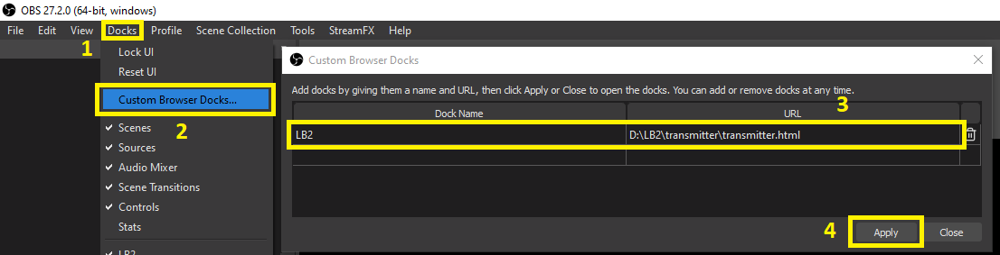 OBS 27.2.0 (64-bit, windows)
File Edit View Docks Profile Scene Collection Tools StreamFX Help
1
Lock UI
Reset UI
Custom Browser Docks...
2
Scenes
Sources
Audio Mixer
Scene Transitions
Controls
Stats
LB2
Custom Browser Docks
Add docks by giving them a name and URL, then click Apply or Close to open the docks. You can add or remove docks at any time.
3
Dock Name URL
LB2 D:\LB2\transmitter\transmitter.html
4
Apply Close